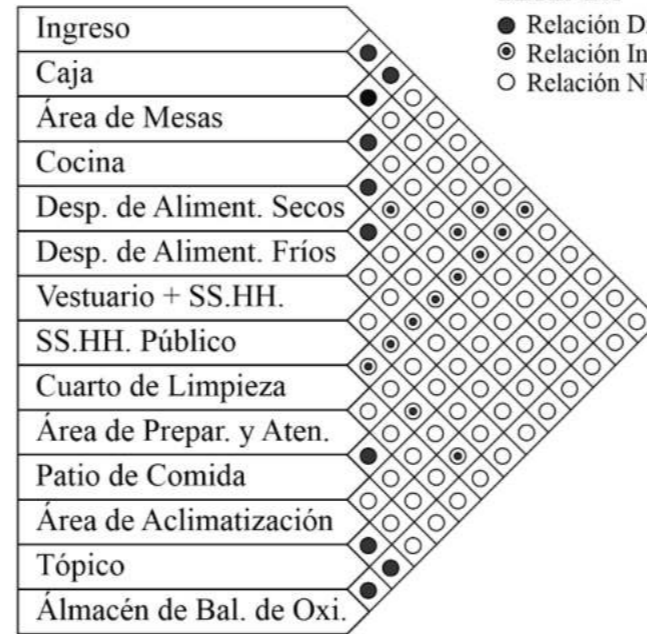 Ingreso
Caja
Área de Mesas
Cocina
Desp. de Aliment. Secos
Desp. de Aliment. Fríos
Vestuario + SS.HH.
SS.HH. Público
Cuarto de Limpieza
Área de Prepar. y Aten.
Patio de Comida
Área de Aclimatización
Tópico
Álmacén de Bal. de Oxi.
Relación Di
Relación In
Relación Nu